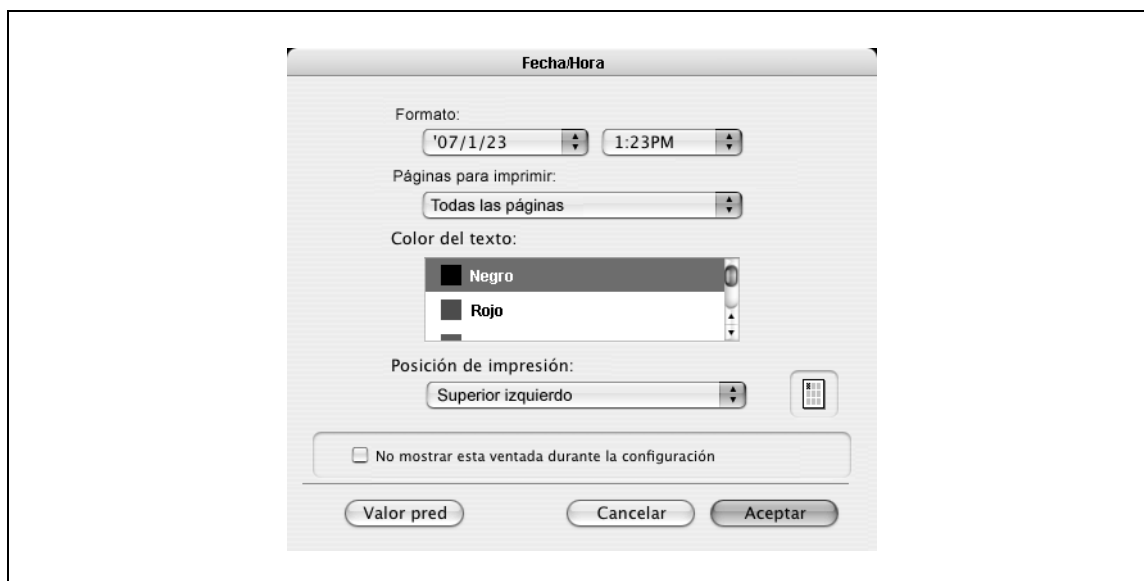 Fecha/Hora
Formato:
'07/1/23 1:23PM
Páginas para imprimir:
Todas las páginas
Color del texto:
Negro
Rojo
Posición de impresión:
Superior izquierdo
No mostrar esta ventada durante la configuración
Valor pred Cancelar Aceptar